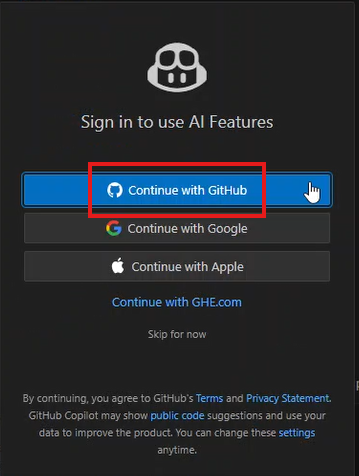 Sign in to use AI Features
Continue with GitHub
Continue with Google
Continue with Apple
Continue with GHE.com
Skip for now
By continuing, you agree to GitHub's Terms and Privacy Statement.
GitHub Copilot may show public code suggestions and use your
data to improve the product. You can change these settings
anytime.